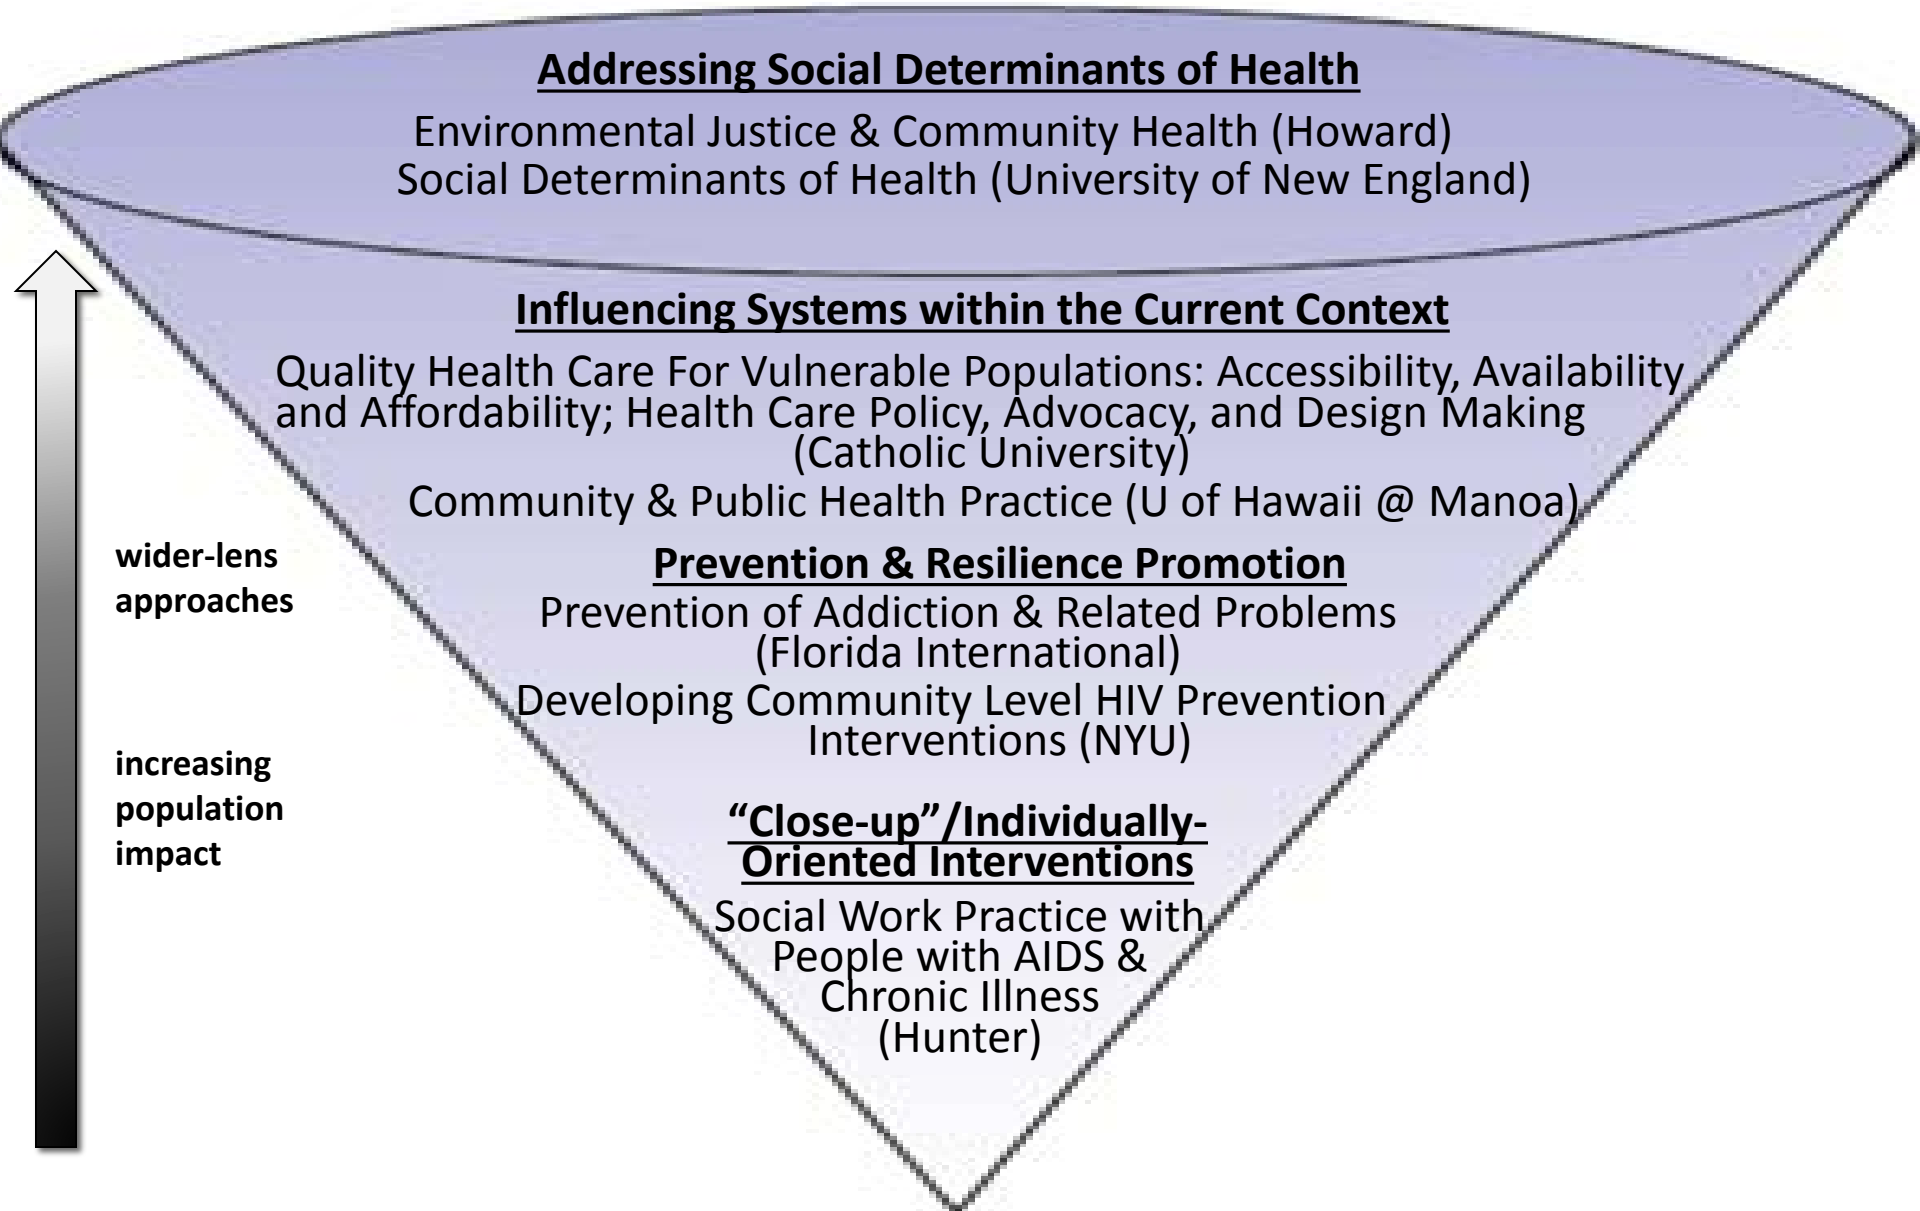 Addressing Social Determinants of Health
Environmental Justice & Community Health (Howard)
Social Determinants of Health (University of New England)
Influencing Systems within the Current Context
Quality Health Care For Vulnerable Populations: Accessibility, Availability
and Affordability; Health Care Policy, Advocacy, and Design Making
(Catholic University)
Community & Public Health Practice (U of Hawaii @ Manoa)
wider-lens
approaches
Prevention & Resilience Promotion
Prevention of Addiction & Related Problems
(Florida International)
Developing Community Level HIV Prevention
Interventions (NYU)
increasing
population
impact
“Close-up”/Individually-
Oriented Interventions
Social Work Practice with
People with AIDS &
Chronic Illness
(Hunter)